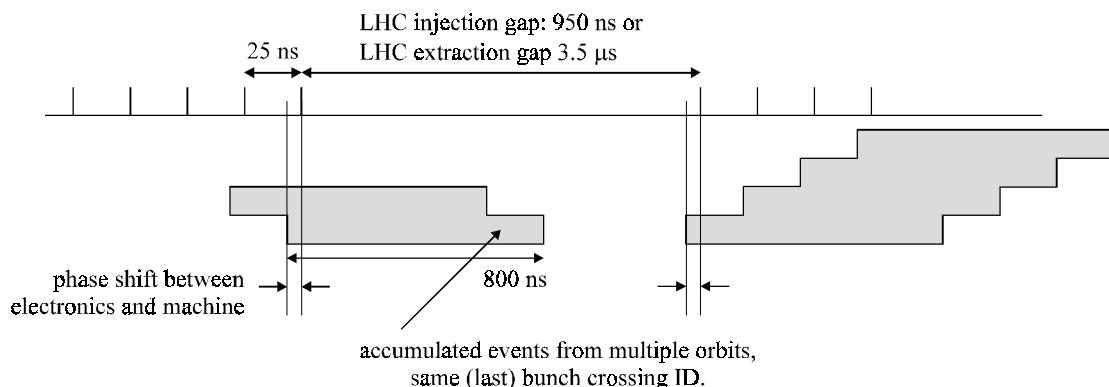 LHC injection gap: 950 ns or
LHC extraction gap 3.5 μs
25 ns
800 ns
phase shift between
electronics and machine
accumulated events from multiple orbits,
same (last) bunch crossing ID.